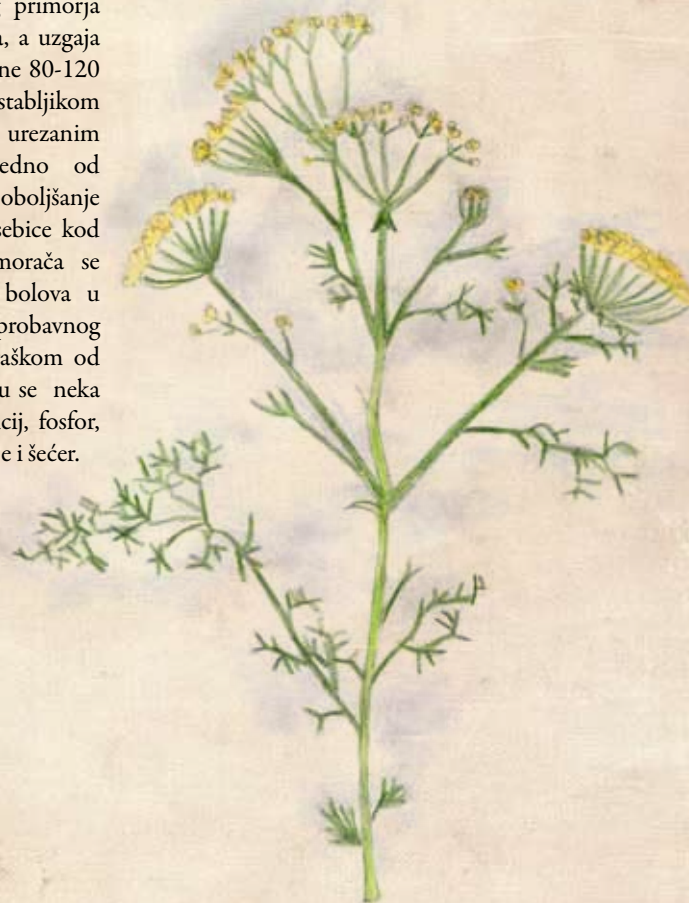 primorja
a, a uzgaja
ne 80-120
stabljikom
urezanim
edno od
oboljšanje
sebice kod
morača se
bolova u
probavnog
aškom od
u se neka
cij, fosfor,
e i šećer.